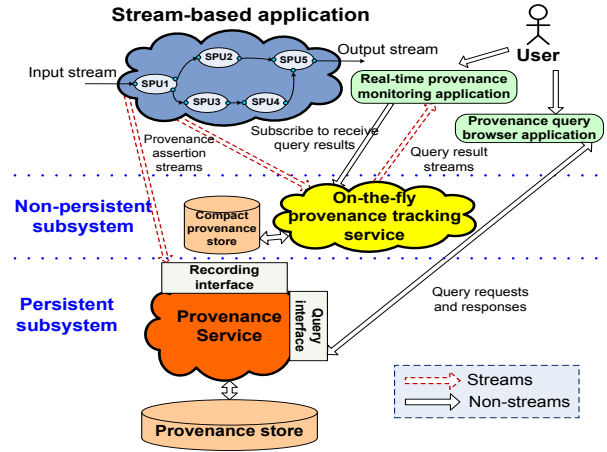 Stream-based application
User
Input stream
SPU1
SPU2
SPU3
SPU4
SPU5
Output stream
Real-time provenance
monitoring application
Provenance query
browser application
Provenance
assertion
streams
Subscribe to receive
query results
Query result
streams
Non-persistent
subsystem
Compact
provenance
store
On-the-fly
provenance tracking
service
Persistent
subsystem
Recording
interface
Provenance
Service
Query
interface
Query requests
and responses
Provenance store
Streams
Non-streams